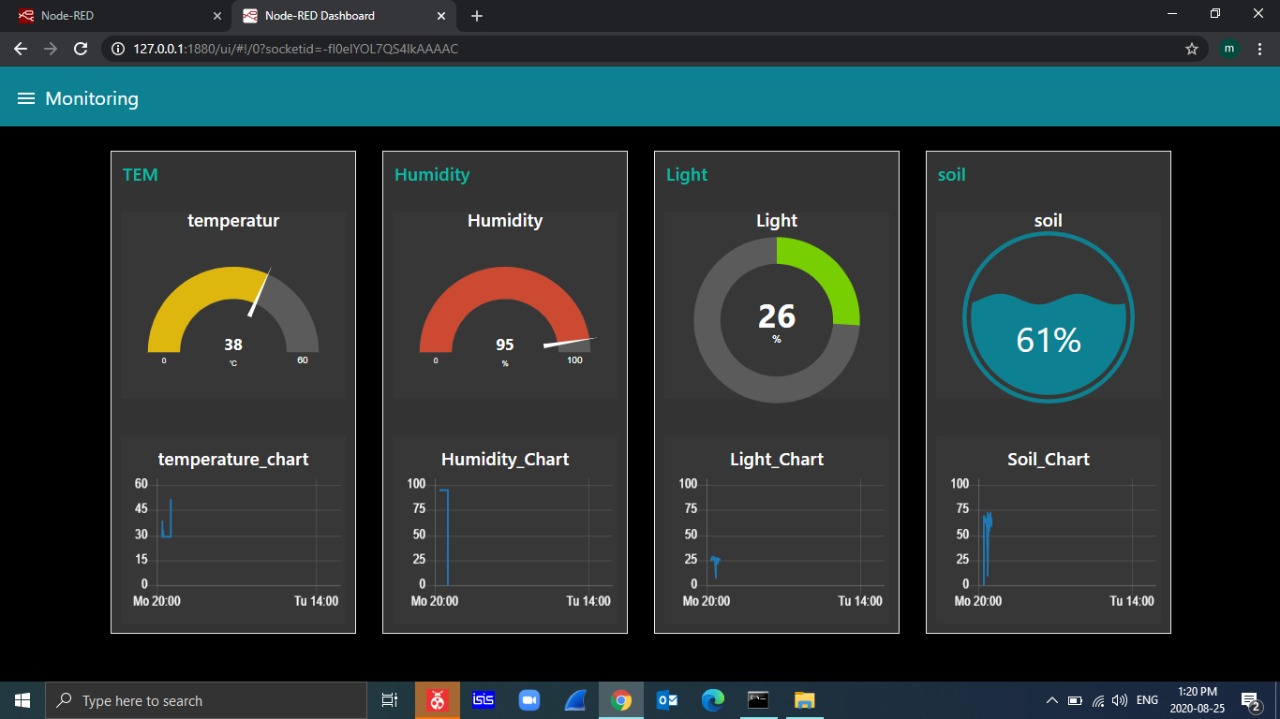 Node-RED
Node-RED Dashboard
127.0.0.1:1880/ui/#!/0?socketid=-fl0elYOL7QS4lkAAAAC
m
Monitoring
TEM
temperatur
38
°C
0
60
temperature_chart
60
45
30
15
0
Mo 20:00
Tu 14:00
Humidity
Humidity
95
%
0
100
Humidity_Chart
100
75
50
25
0
Mo 20:00
Tu 14:00
Light
Light
26
%
Light_Chart
100
75
50
25
0
Mo 20:00
Tu 14:00
soil
soil
61%
Soil_Chart
100
75
50
25
0
Mo 20:00
Tu 14:00
Type here to search
isis
ENG
1:20 PM
2020-08-25
2